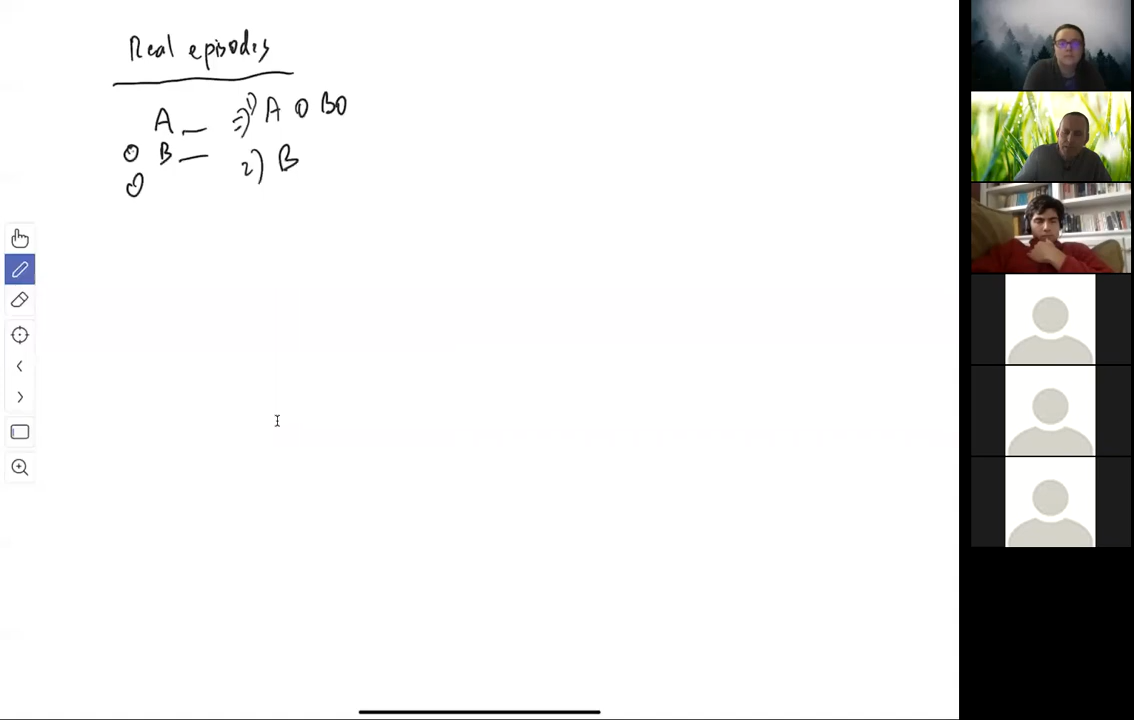 Real episodes
A _ => 1) A 0 B0
0 B — 2) B
0